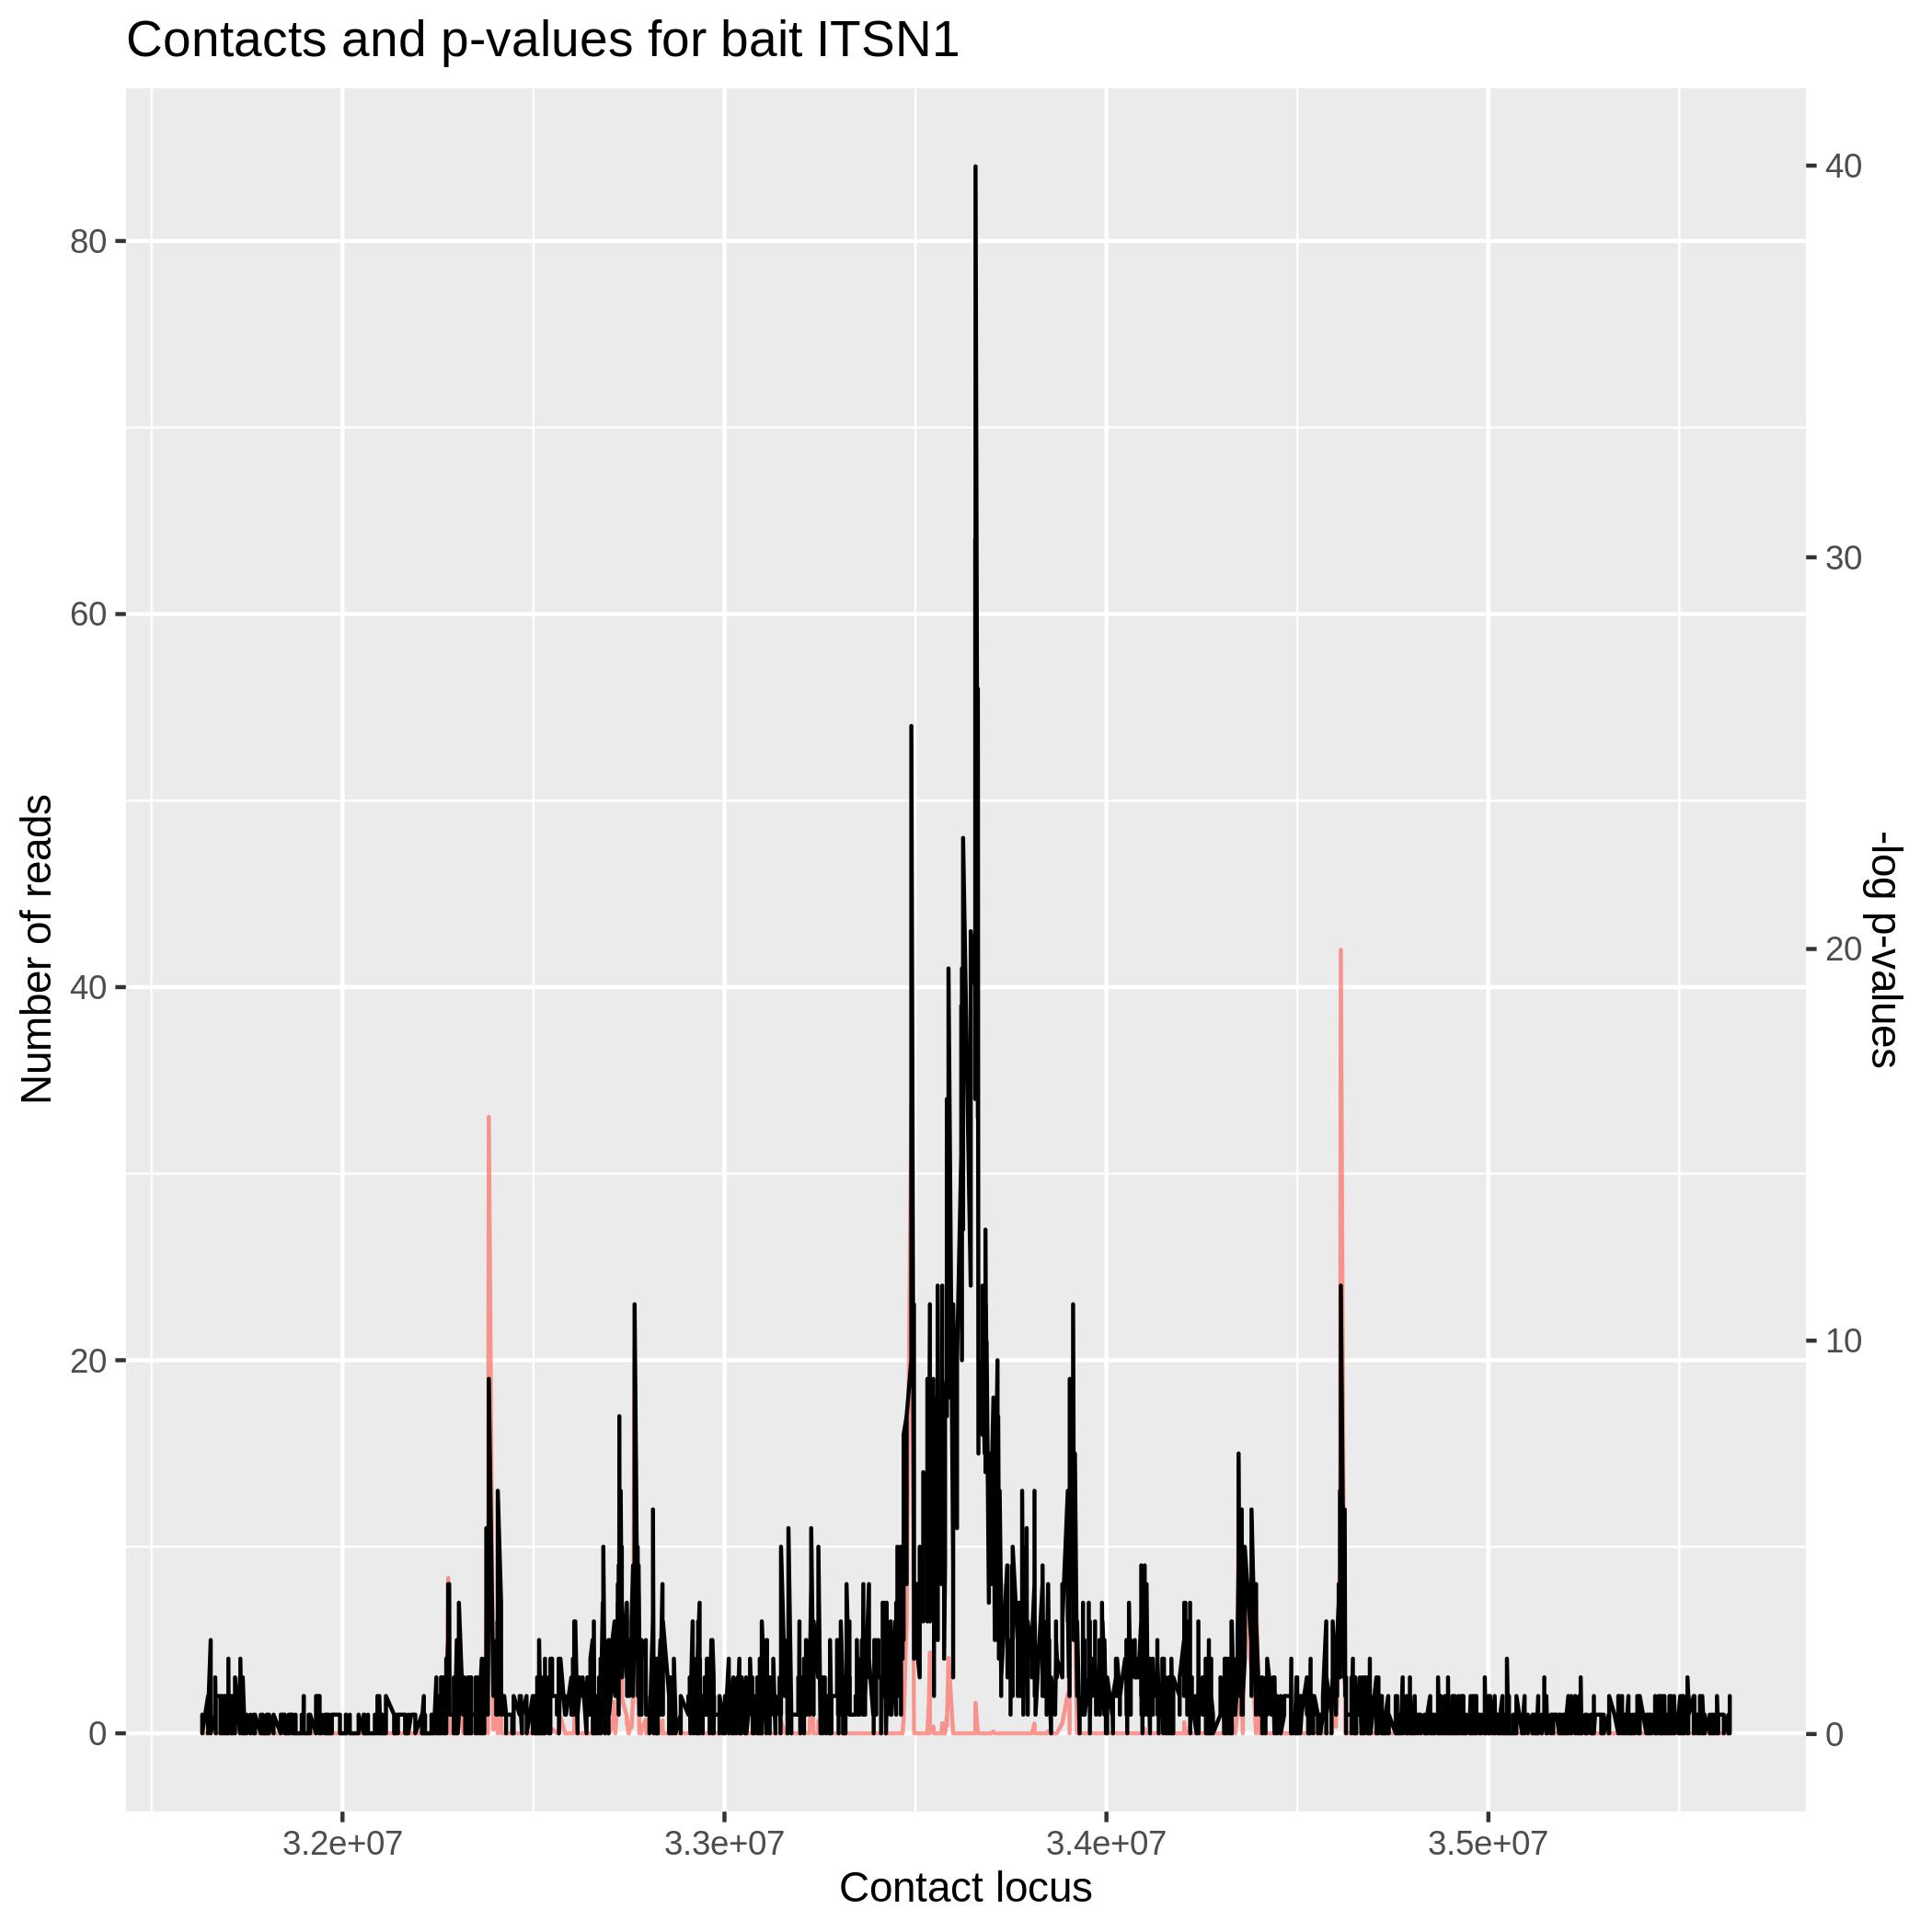 Contacts and p-values for bait ITSN1
Number of reads
80
60
40
20
0
40
30
20
10
0
-log p-values
3.2e+07 3.3e+07 3.4e+07 3.5e+07
Contact locus